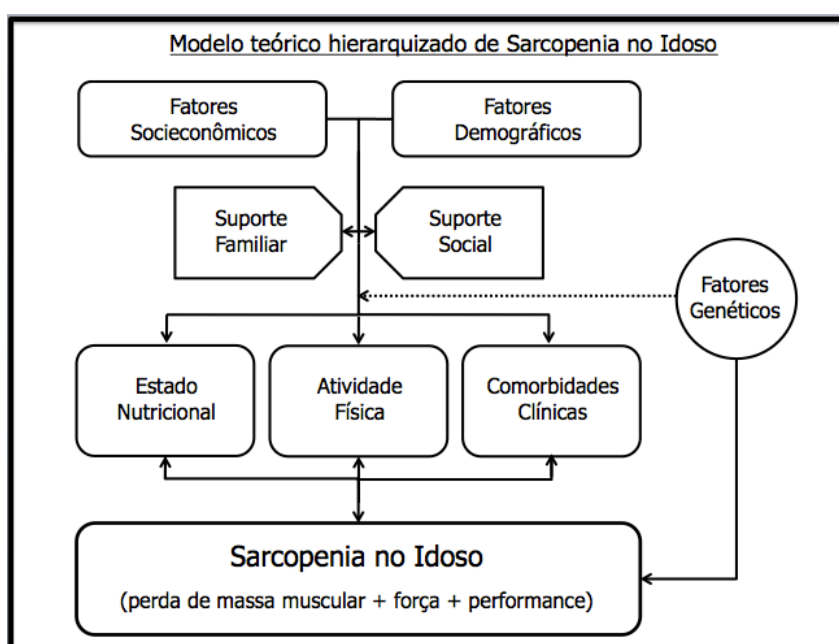 Modelo teórico hierarquizado de Sarcopenia no Idoso
Fatores
Socieconômicos
Fatores
Demográficos
Suporte
Familiar
Suporte
Social
Fatores
Genéticos
Estado
Nutricional
Atividade
Física
Comorbidades
Clínicas
Sarcopenia no Idoso
(perda de massa muscular + força + performance)